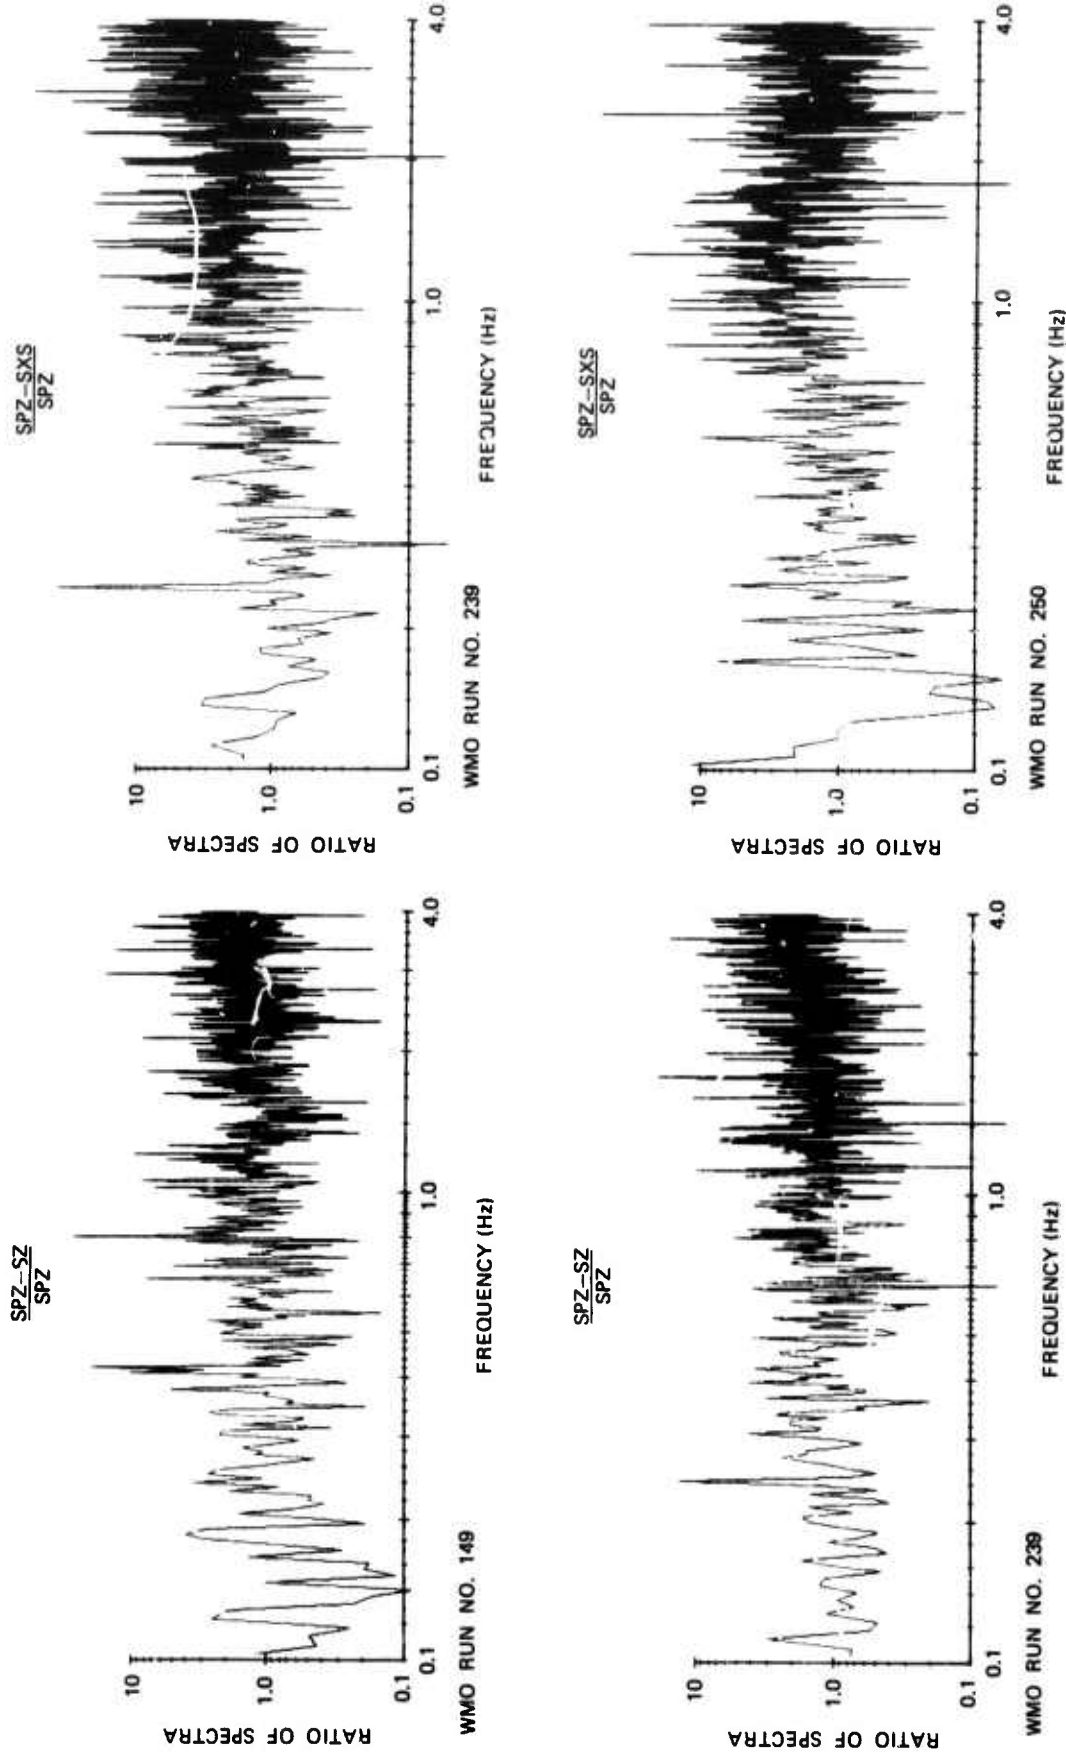 SPZ–SZ
SPZ
10
1.0
0.1
RATIO OF SPECTRA
0.1
1.0
4.0
FREQUENCY (Hz)
WMO RUN NO. 149
SPZ–SXS
SPZ
10
1.0
0.1
RATIO OF SPECTRA
0.1
1.0
4.0
FREQUENCY (Hz)
WMO RUN NO. 239
SPZ–SZ
SPZ
10
1.0
0.1
RATIO OF SPECTRA
0.1
1.0
4.0
FREQUENCY (Hz)
WMO RUN NO. 239
SPZ–SXS
SPZ
10
1.0
0.1
RATIO OF SPECTRA
0.1
1.0
4.0
FREQUENCY (Hz)
WMO RUN NO. 250